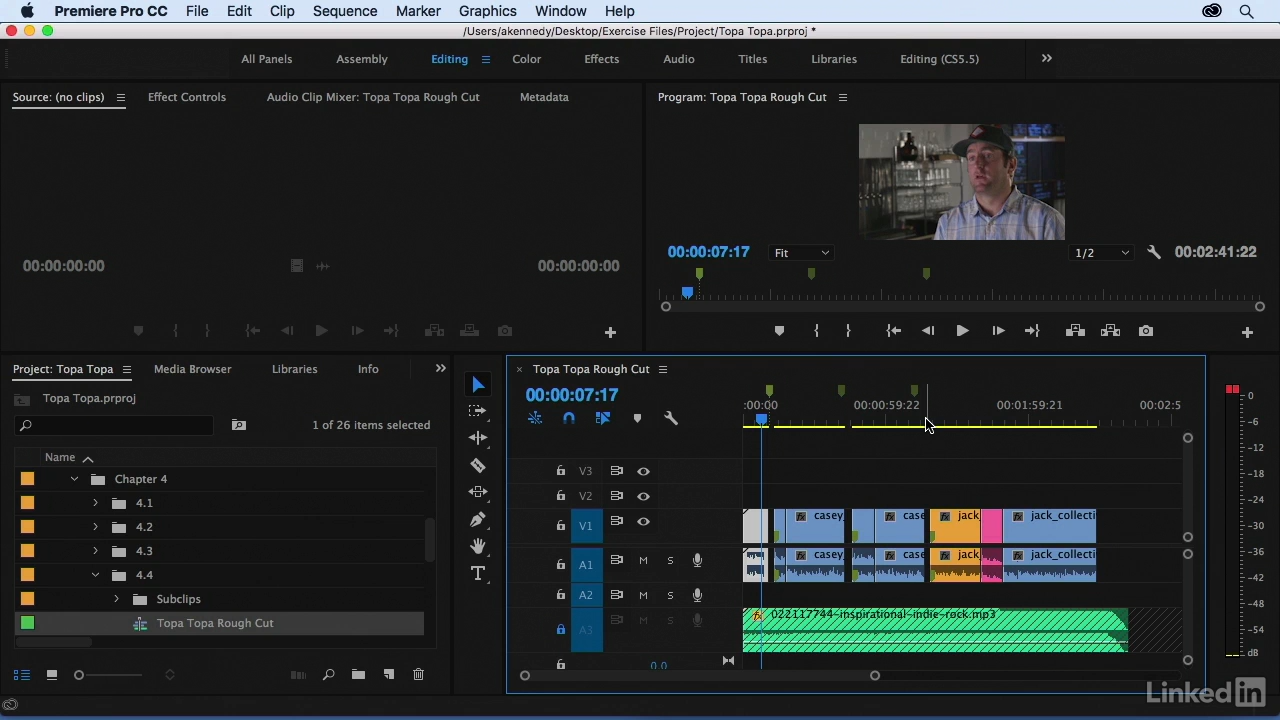 Premiere Pro CC File Edit Clip Sequence Marker Graphics Window Help
/Users/akennedy/Desktop/Exercise Files/Project/Topa Topa.prproj *
All Panels Assembly Editing Color Effects Audio Titles Libraries Editing (CS5.5)
Source: (no clips) Effect Controls Audio Clip Mixer: Topa Topa Rough Cut Metadata
Program: Topa Topa Rough Cut
00:00:07:17 Fit 1/2 00:02:41:22
00:00:00:00 00:00:00:00
Project: Topa Topa Media Browser Libraries Info
Topa Topa.prproj
1 of 26 items selected
Name
Chapter 4
4.1
4.2
4.3
4.4
Subclips
Topa Topa Rough Cut
× Topa Topa Rough Cut
00:00:07:17
:00:00 00:00:59:22 00:01:59:21 00:02:5
V3
V2
V1 casey_ case jack_ jack_collecti
A1 M S casey_ case jack_ jack_collecti
A2 M S
A3 M S 022117744-inspirational-indie-rock.mp3
0.0
0
-6
-12
-18
-24
-30
-36
-42
-48
-54
dB
LinkedIn